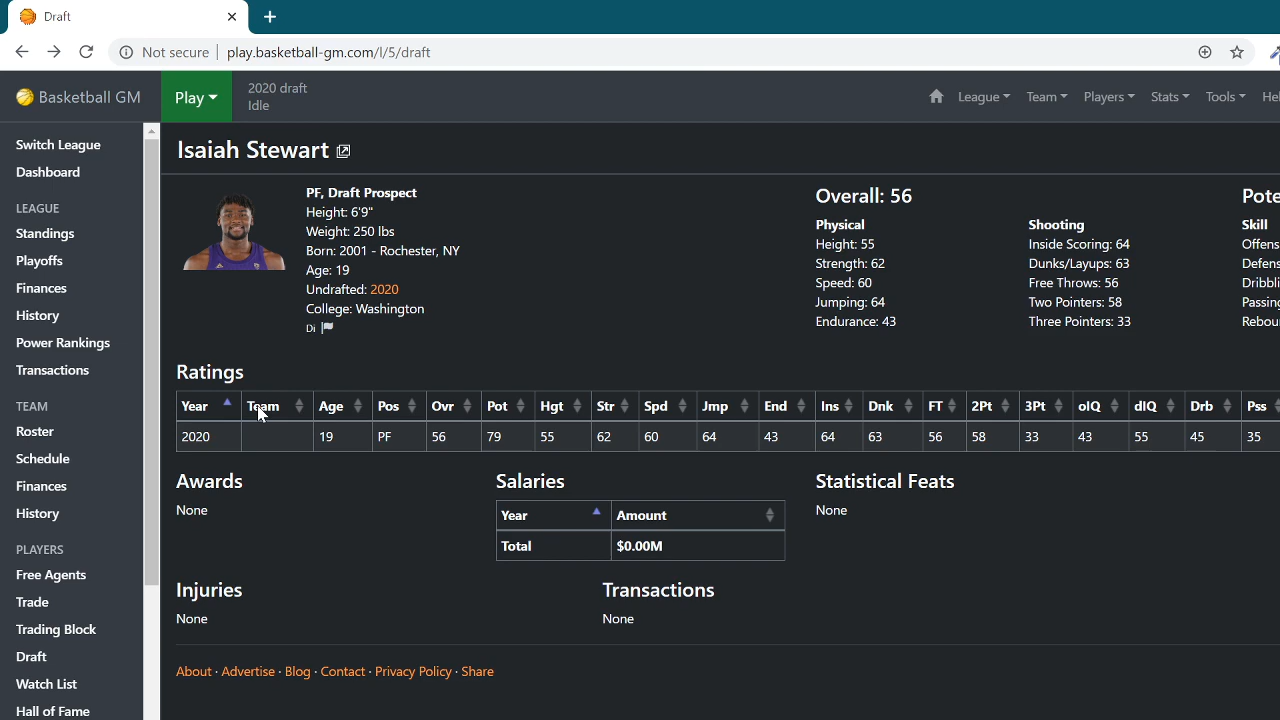 Draft
Not secure
play.basketball-gm.com/l/5/draft
Basketball GM
Play
2020 draft
Idle
League
Team
Players
Stats
Tools
Hel
Switch League
Dashboard
LEAGUE
Standings
Playoffs
Finances
History
Power Rankings
Transactions
TEAM
Roster
Schedule
Finances
History
PLAYERS
Free Agents
Trade
Trading Block
Draft
Watch List
Hall of Fame
Isaiah Stewart
PF, Draft Prospect
Height: 6'9"
Weight: 250 lbs
Born: 2001 - Rochester, NY
Age: 19
Undrafted: 2020
College: Washington
Di
Overall: 56
Physical
Height: 55
Strength: 62
Speed: 60
Jumping: 64
Endurance: 43
Shooting
Inside Scoring: 64
Dunks/Layups: 63
Free Throws: 56
Two Pointers: 58
Three Pointers: 33
Pote
Skill
Offens
Defens
Dribbli
Passing
Rebou
Ratings
Year Team Age Pos Ovr Pot Hgt Str Spd Jmp End Ins Dnk FT 2Pt 3Pt oIQ dIQ Drb Pss
2020 19 PF 56 79 55 62 60 64 43 64 63 56 58 33 43 55 45 35
Awards
None
Salaries
Year Amount
Total $0.00M
Statistical Feats
None
Injuries
None
Transactions
None
About · Advertise · Blog · Contact · Privacy Policy · Share